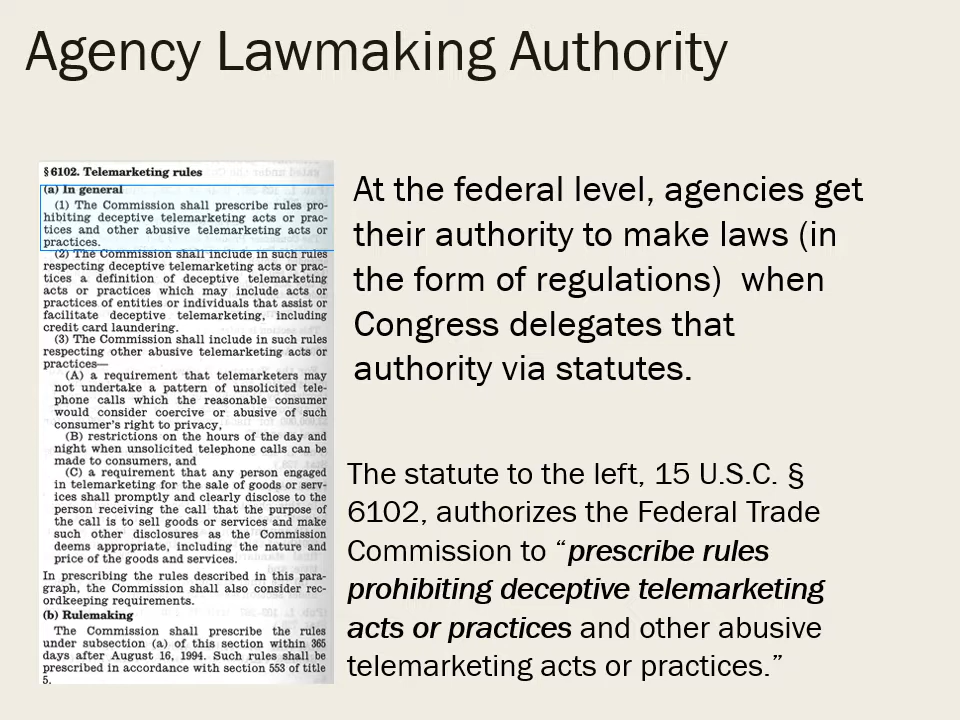 Agency Lawmaking Authority
§ 6102. Telemarketing rules
(a) In general
(1) The Commission shall prescribe rules pro-
hibiting deceptive telemarketing acts or prac-
tices and other abusive telemarketing acts or
practices.
(2) The Commission shall include in such rules
respecting deceptive telemarketing acts or prac-
tices a definition of deceptive telemarketing
acts or practices which may include acts or
practices of entities or individuals that assist or
facilitate deceptive telemarketing, including
credit card laundering.
(3) The Commission shall include in such rules
respecting other abusive telemarketing acts or
practices—
(A) a requirement that telemarketers may
not undertake a pattern of unsolicited tele-
phone calls which the reasonable consumer
would consider coercive or abusive of such
consumer's right to privacy,
(B) restrictions on the hours of the day and
night when unsolicited telephone calls can be
made to consumers, and
(C) a requirement that any person engaged
in telemarketing for the sale of goods or serv-
ices shall promptly and clearly disclose to the
person receiving the call that the purpose of
the call is to sell goods or services and make
such other disclosures as the Commission
deems appropriate, including the nature and
price of the goods and services.
In prescribing the rules described in this para-
graph, the Commission shall also consider rec-
ordkeeping requirements.
(b) Rulemaking
The Commission shall prescribe the rules
under subsection (a) of this section within 365
days after August 16, 1994. Such rules shall be
prescribed in accordance with section 553 of title
5.
At the federal level, agencies get
their authority to make laws (in
the form of regulations) when
Congress delegates that
authority via statutes.
The statute to the left, 15 U.S.C. §
6102, authorizes the Federal Trade
Commission to “prescribe rules
prohibiting deceptive telemarketing
acts or practices and other abusive
telemarketing acts or practices.”